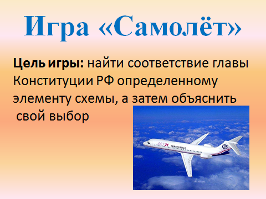 Игра «Самолёт»
Цель игры: найти соответствие главы
Конституции РФ определенному
элементу схемы, а затем объяснить
свой выбор